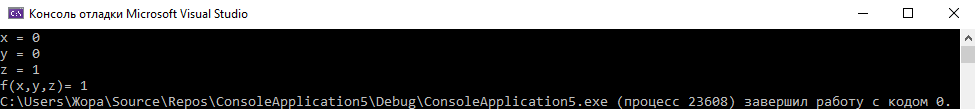 Консоль отладки Microsoft Visual Studio
x = 0
y = 0
z = 1
f(x,y,z)= 1
C:\Users\Жора\Source\Repos\ConsoleApplication5\Debug\ConsoleApplication5.exe (процесс 23608) завершил работу с кодом 0.